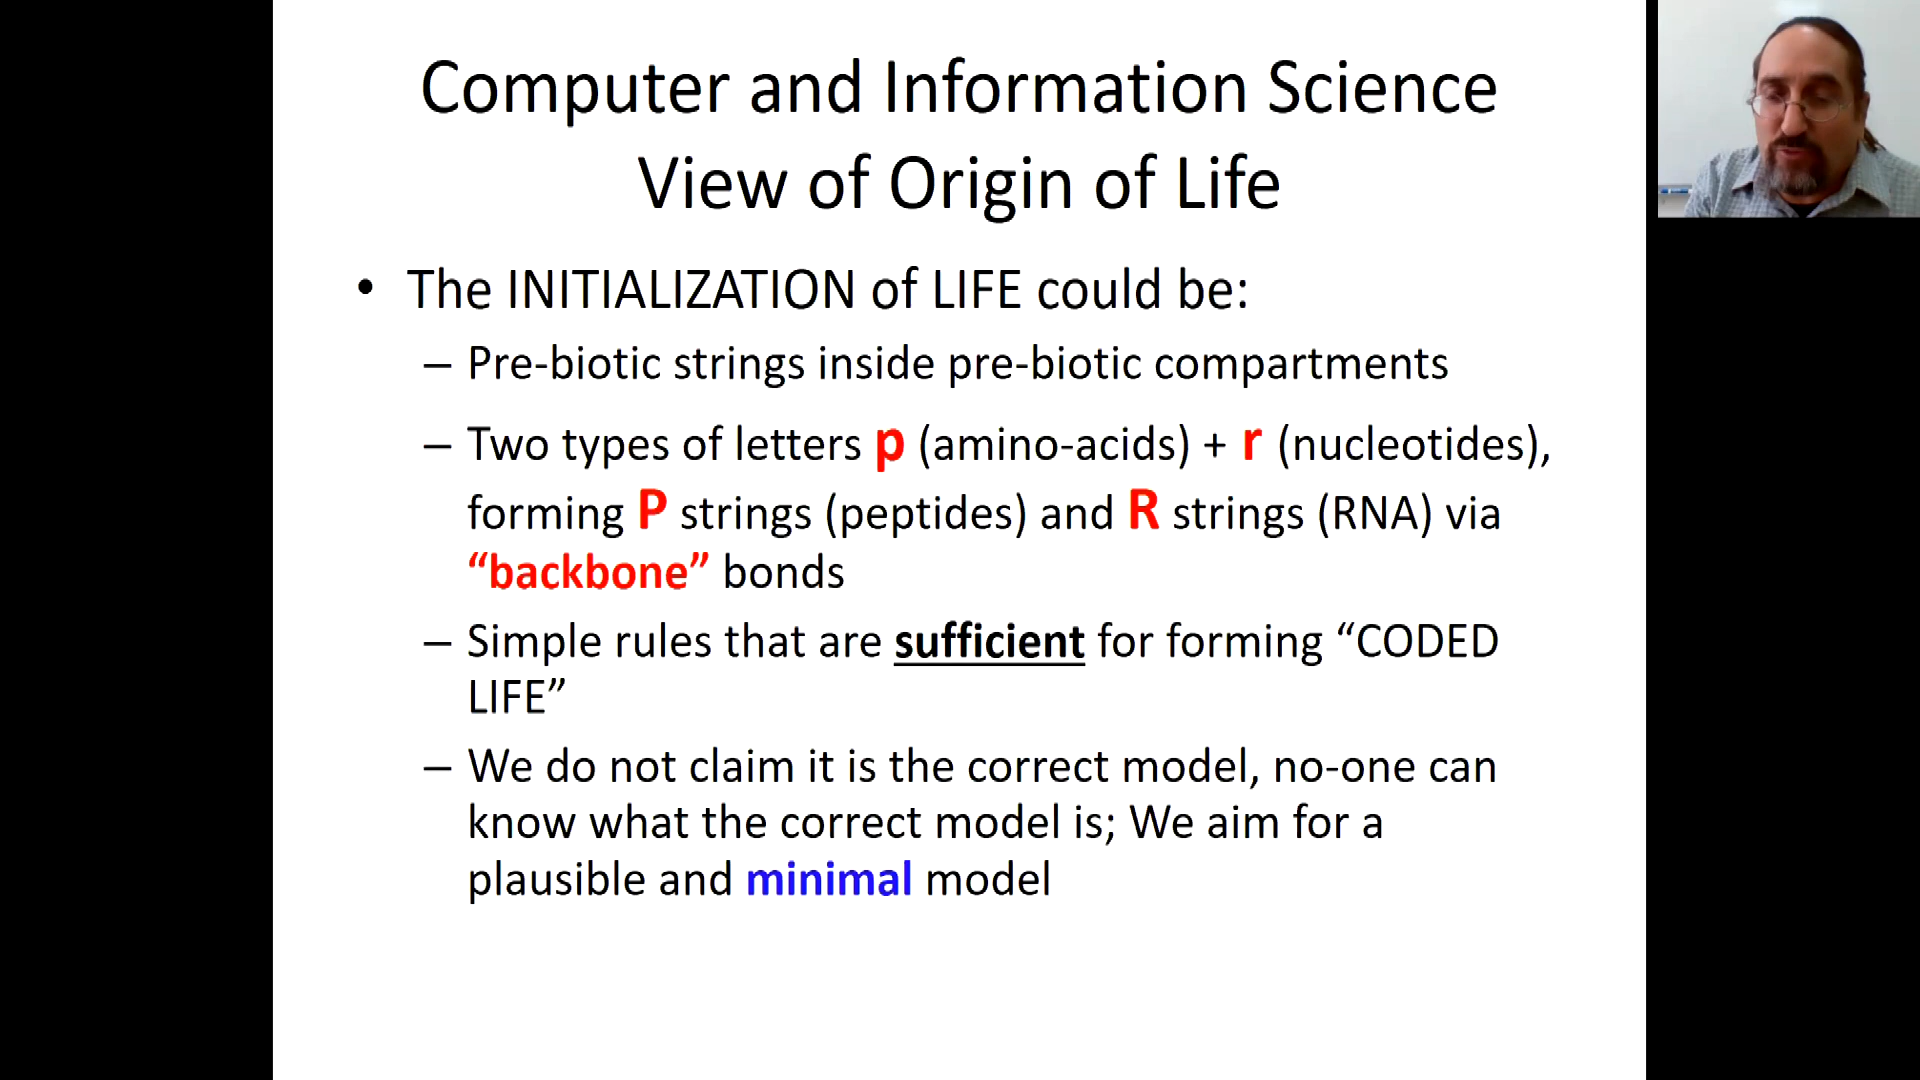 Computer and Information Science
View of Origin of Life
• The INITIALIZATION of LIFE could be:
– Pre-biotic strings inside pre-biotic compartments
– Two types of letters p (amino-acids) + r (nucleotides),
forming P strings (peptides) and R strings (RNA) via
“backbone” bonds
– Simple rules that are sufficient for forming “CODED
LIFE”
– We do not claim it is the correct model, no-one can
know what the correct model is; We aim for a
plausible and minimal model